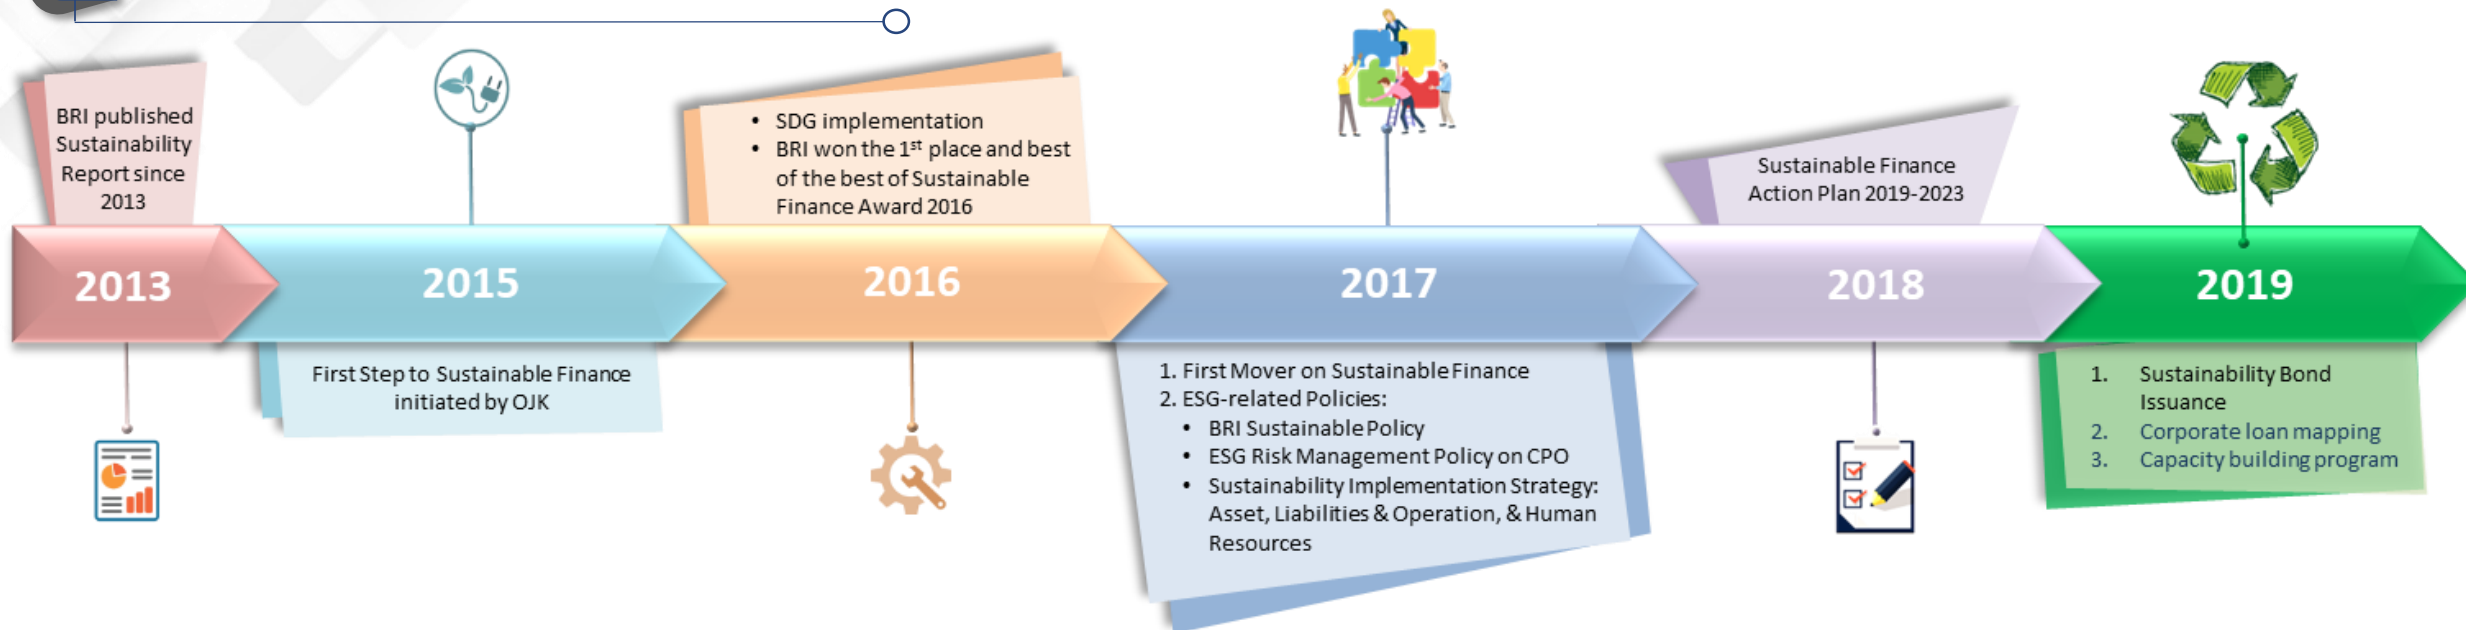 BRI published
Sustainability
Report since
2013
• SDG implementation
• BRI won the 1st place and best
of the best of Sustainable
Finance Award 2016
Sustainable Finance
Action Plan 2019-2023
2013
2015
2016
2017
2018
2019
First Step to Sustainable Finance
initiated by OJK
1. First Mover on Sustainable Finance
2. ESG-related Policies:
• BRI Sustainable Policy
• ESG Risk Management Policy on CPO
• Sustainability Implementation Strategy:
Asset, Liabilities & Operation, & Human
Resources
1. Sustainability Bond
Issuance
2. Corporate loan mapping
3. Capacity building program